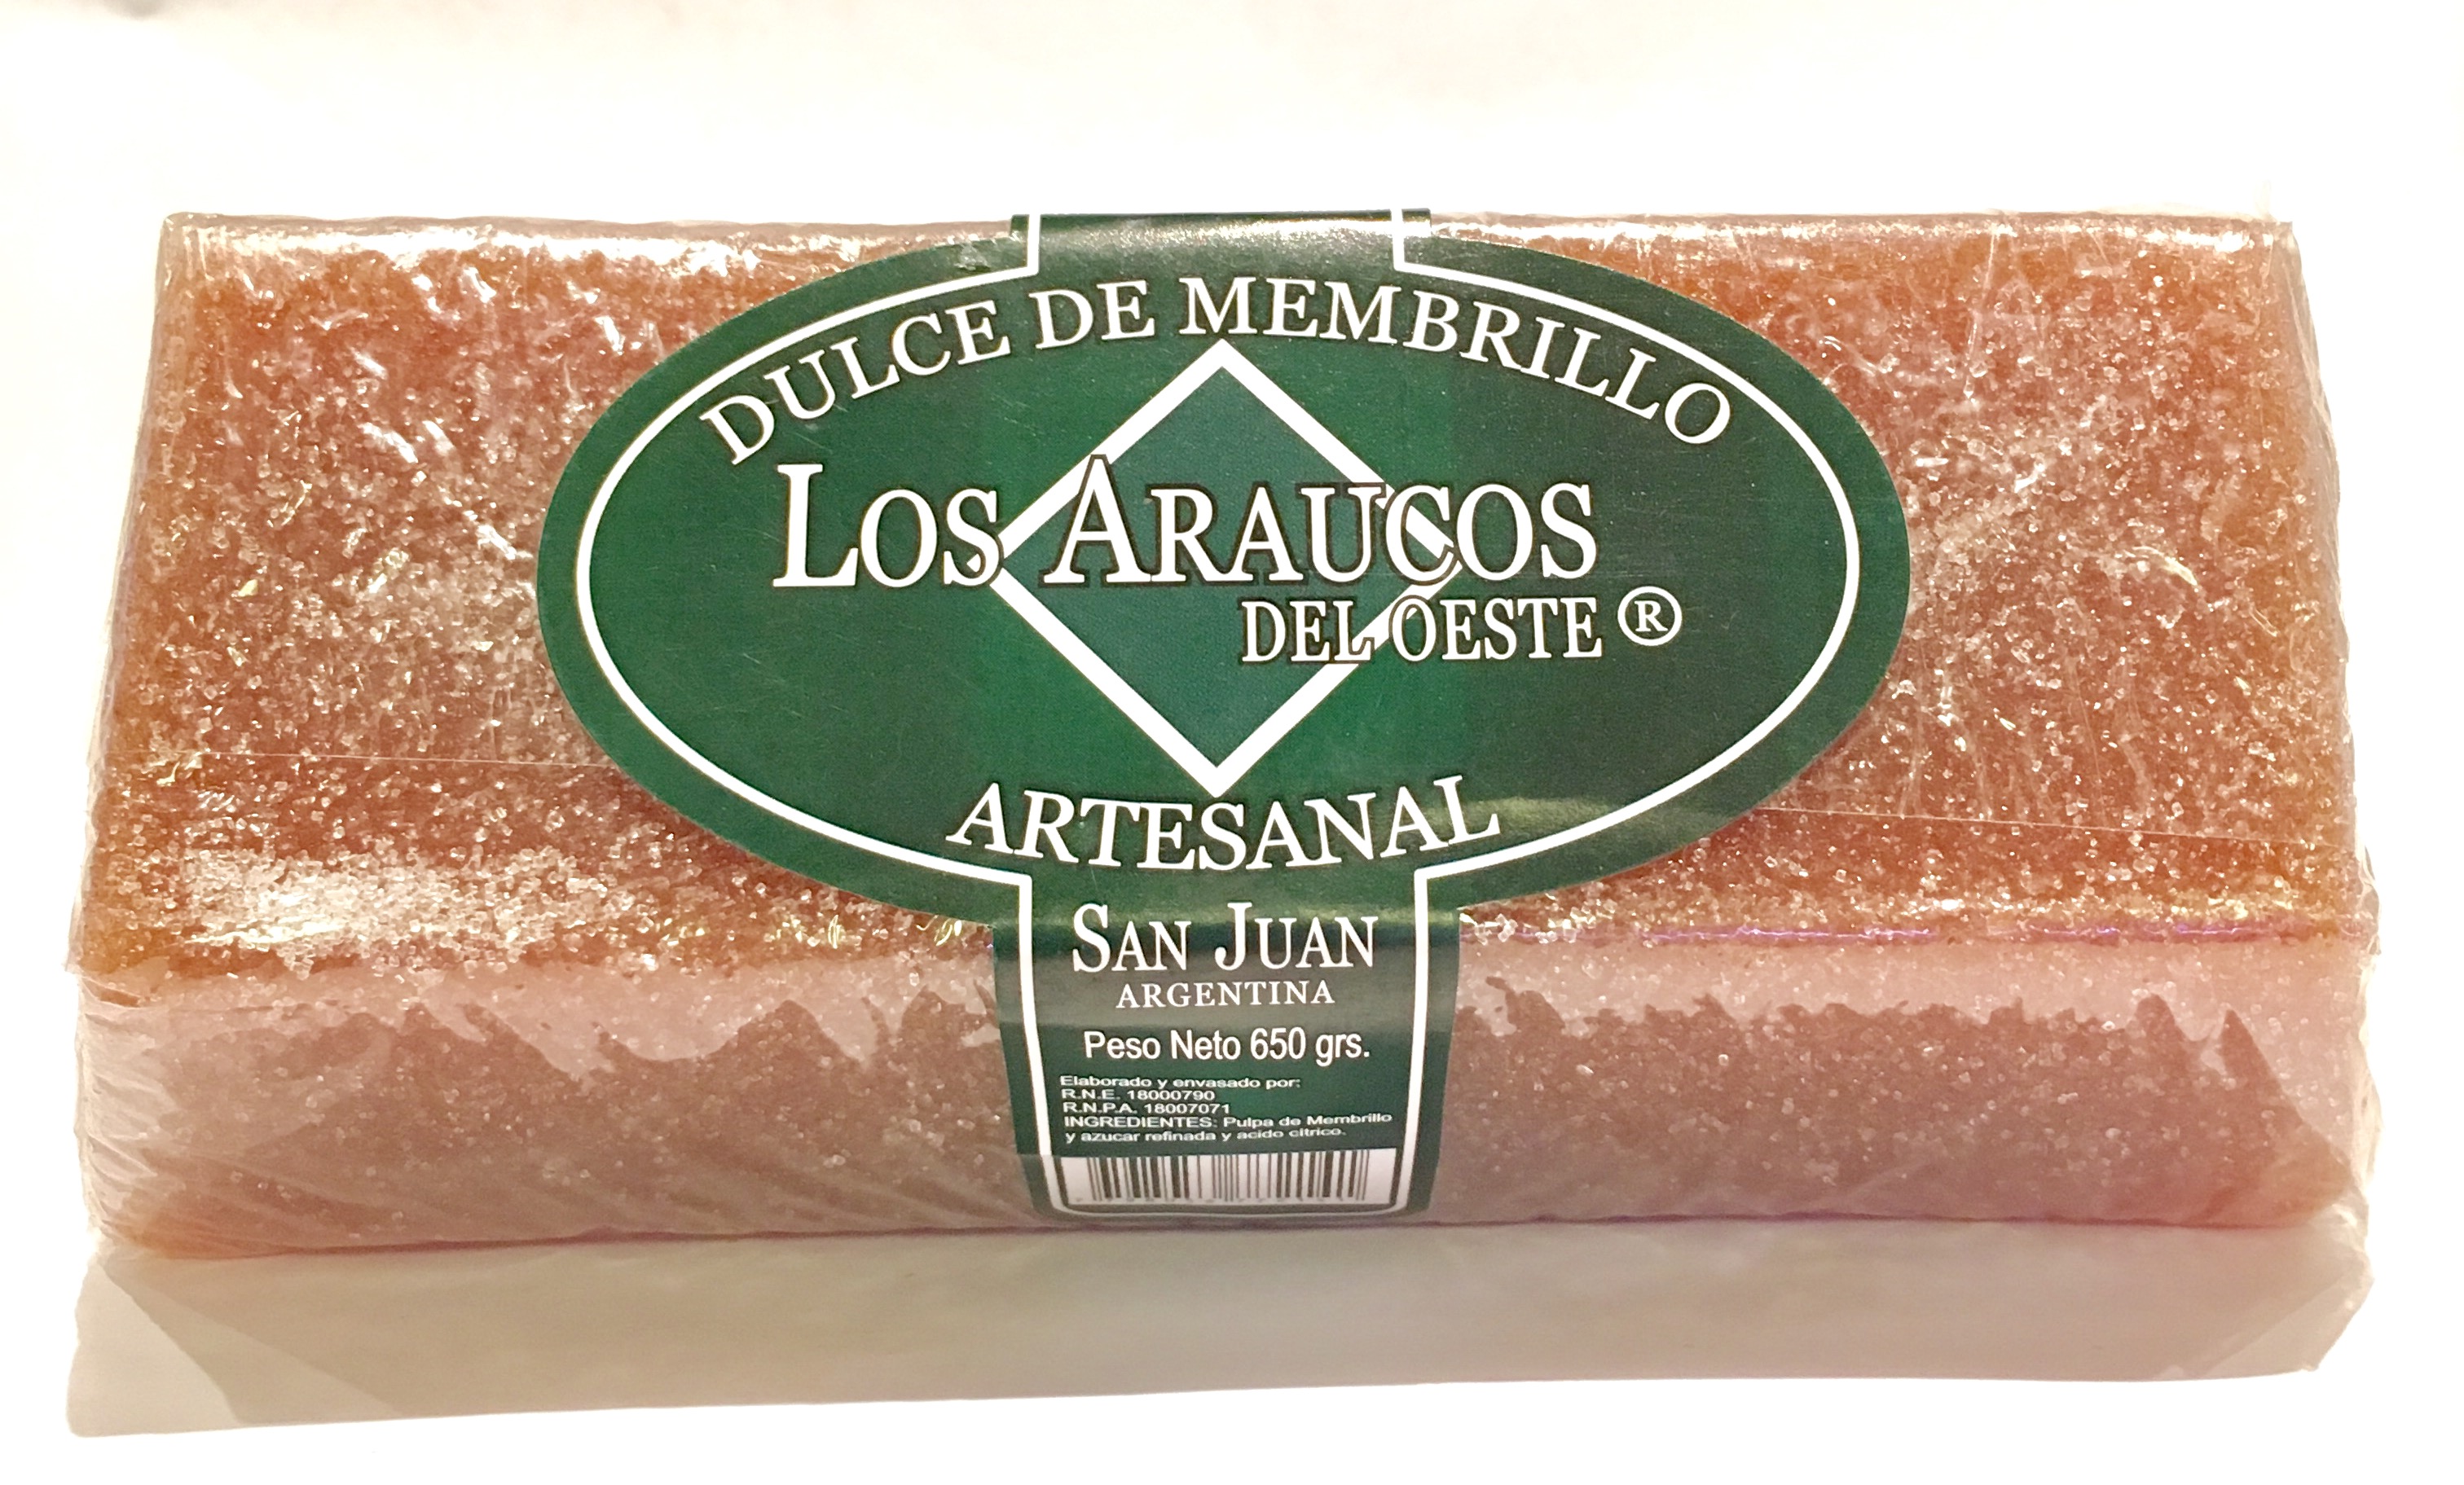 DULCE DE MEMBRILLO
LOS ARAUCOS
DEL OESTE ®
ARTESANAL
SAN JUAN
ARGENTINA
Peso Neto 650 grs.
Elaborado y envasado por:
R.N.E. 18000790
R.N.P.A. 18007071
INGREDIENTES: Pulpa de Membrillo
y azucar refinada y acido citrico.